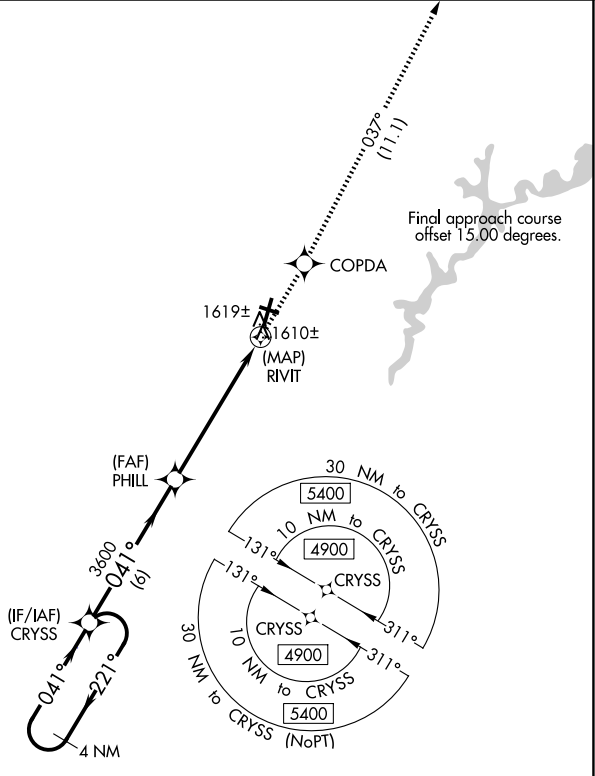 037°
(11.1)
Final approach course
offset 15.00 degrees.
COPDA
1619±
1610±
(MAP)
RIVIT
(FAF)
PHILL
3600
041°
(6)
(IF/IAF)
CRYSS
041°
221°
4 NM
30 NM to CRYSS
5400
10 NM to CRYSS
4900
131°
CRYSS
311°
131°
CRYSS
4900
311°
10 NM to CRYSS
5400
30 NM to CRYSS (NoPT)